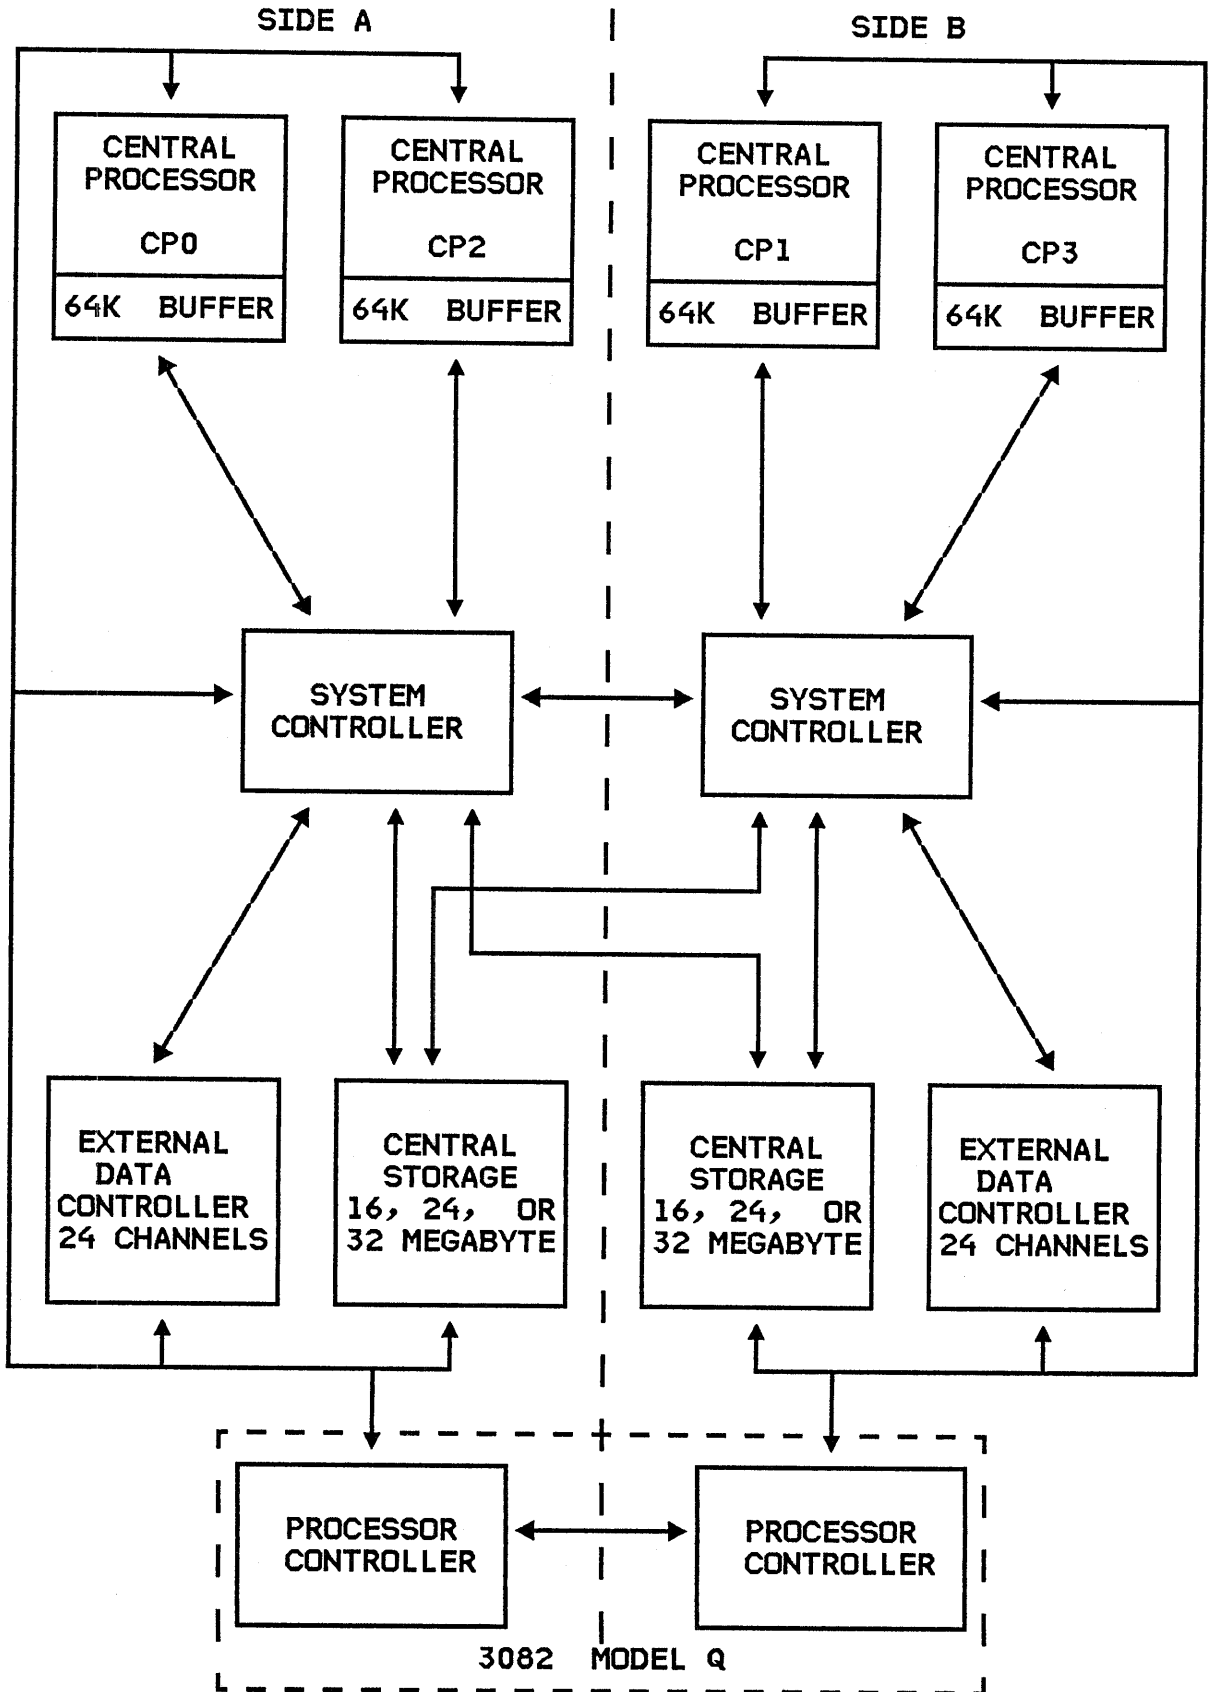 SIDE A
SIDE B
CENTRAL
PROCESSOR
CP0
64K BUFFER
CENTRAL
PROCESSOR
CP2
64K BUFFER
CENTRAL
PROCESSOR
CP1
64K BUFFER
CENTRAL
PROCESSOR
CP3
64K BUFFER
SYSTEM
CONTROLLER
SYSTEM
CONTROLLER
EXTERNAL
DATA
CONTROLLER
24 CHANNELS
CENTRAL
STORAGE
16, 24, OR
32 MEGABYTE
CENTRAL
STORAGE
16, 24, OR
32 MEGABYTE
EXTERNAL
DATA
CONTROLLER
24 CHANNELS
PROCESSOR
CONTROLLER
PROCESSOR
CONTROLLER
3082 MODEL Q